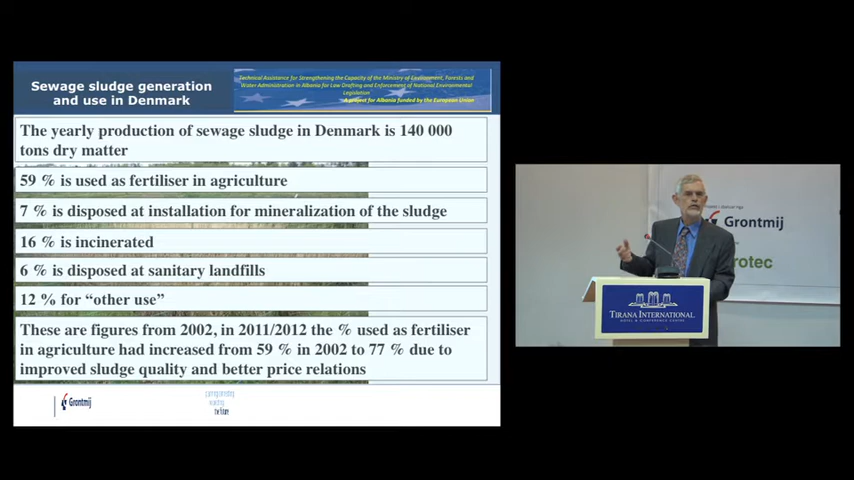 Sewage sludge generation
and use in Denmark
Technical Assistance for Strengthening the Capacity of the Ministry of Environment, Forests and
Water Administration in Albania for Law Drafting and Enforcement of National Environmental
Legislation
A project for Albania funded by the European Union
The yearly production of sewage sludge in Denmark is 140 000
tons dry matter
59 % is used as fertiliser in agriculture
7 % is disposed at installation for mineralization of the sludge
16 % is incinerated
6 % is disposed at sanitary landfills
12 % for “other use”
These are figures from 2002, in 2011/2012 the % used as fertiliser
in agriculture had increased from 59 % in 2002 to 77 % due to
improved sludge quality and better price relations
Grontmij
the future
Grontmij
rotec
TIRANA INTERNATIONAL
HOTEL & CONFERENCE CENTRE